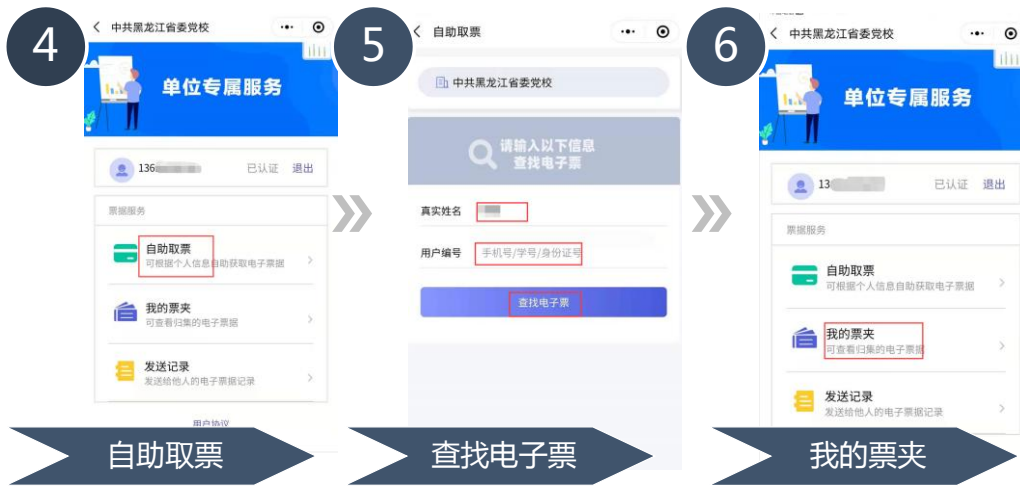 4
中共黑龙江省委党校
单位专属服务
136
已认证 退出
票据服务
自助取票
可根据个人信息自助获取电子票据
我的票夹
可查看归集的电子票据
发送记录
发送给他人的电子票据记录
用户协议
自助取票
5
自助取票
中共黑龙江省委党校
请输入以下信息
查找电子票
真实姓名
用户编号 手机号/学号/身份证号
查找电子票
查找电子票
6
中共黑龙江省委党校
单位专属服务
13
已认证 退出
票据服务
自助取票
可根据个人信息自助获取电子票据
我的票夹
可查看归集的电子票据
发送记录
发送给他人的电子票据记录
我的票夹